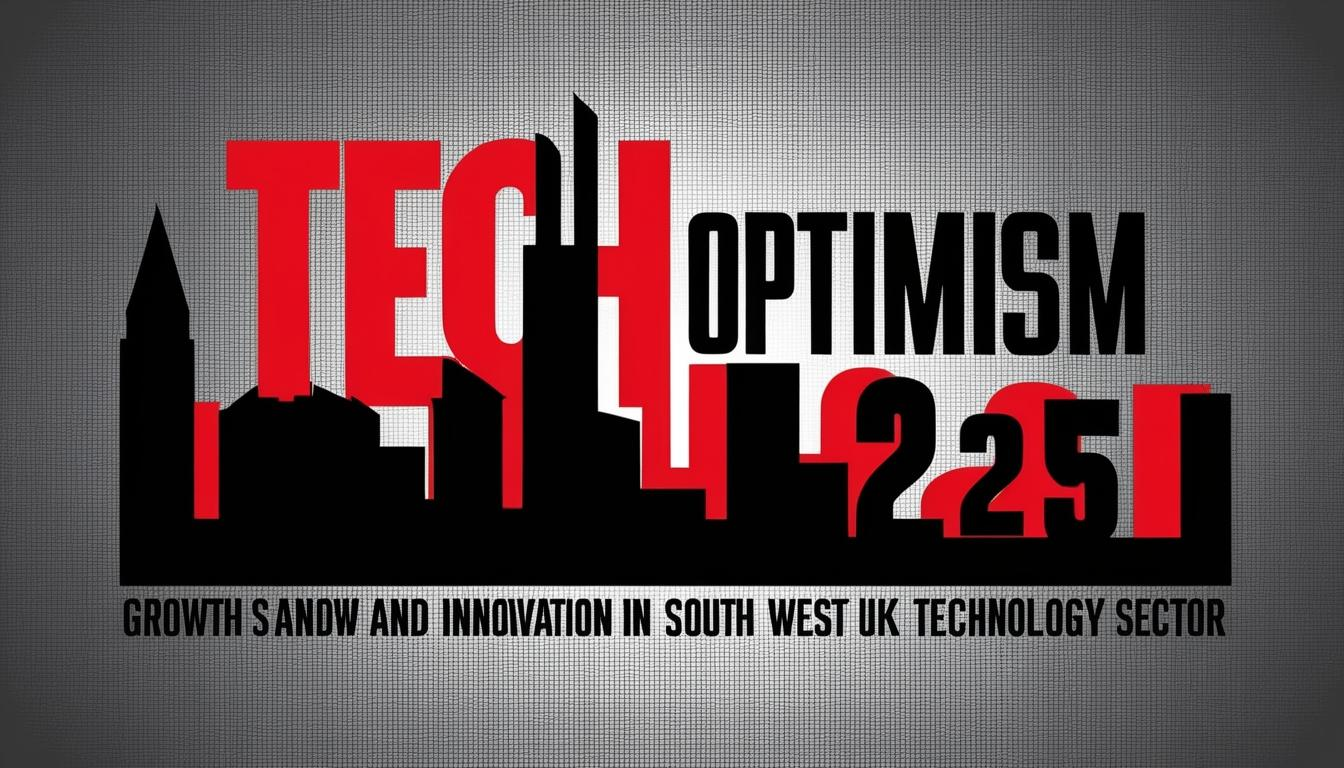 TECH
OPTIMISM
225
GROWTH SANDW AND INNOIVATION IN SOUTH WEST UK TECHNOLOGY SECTOR